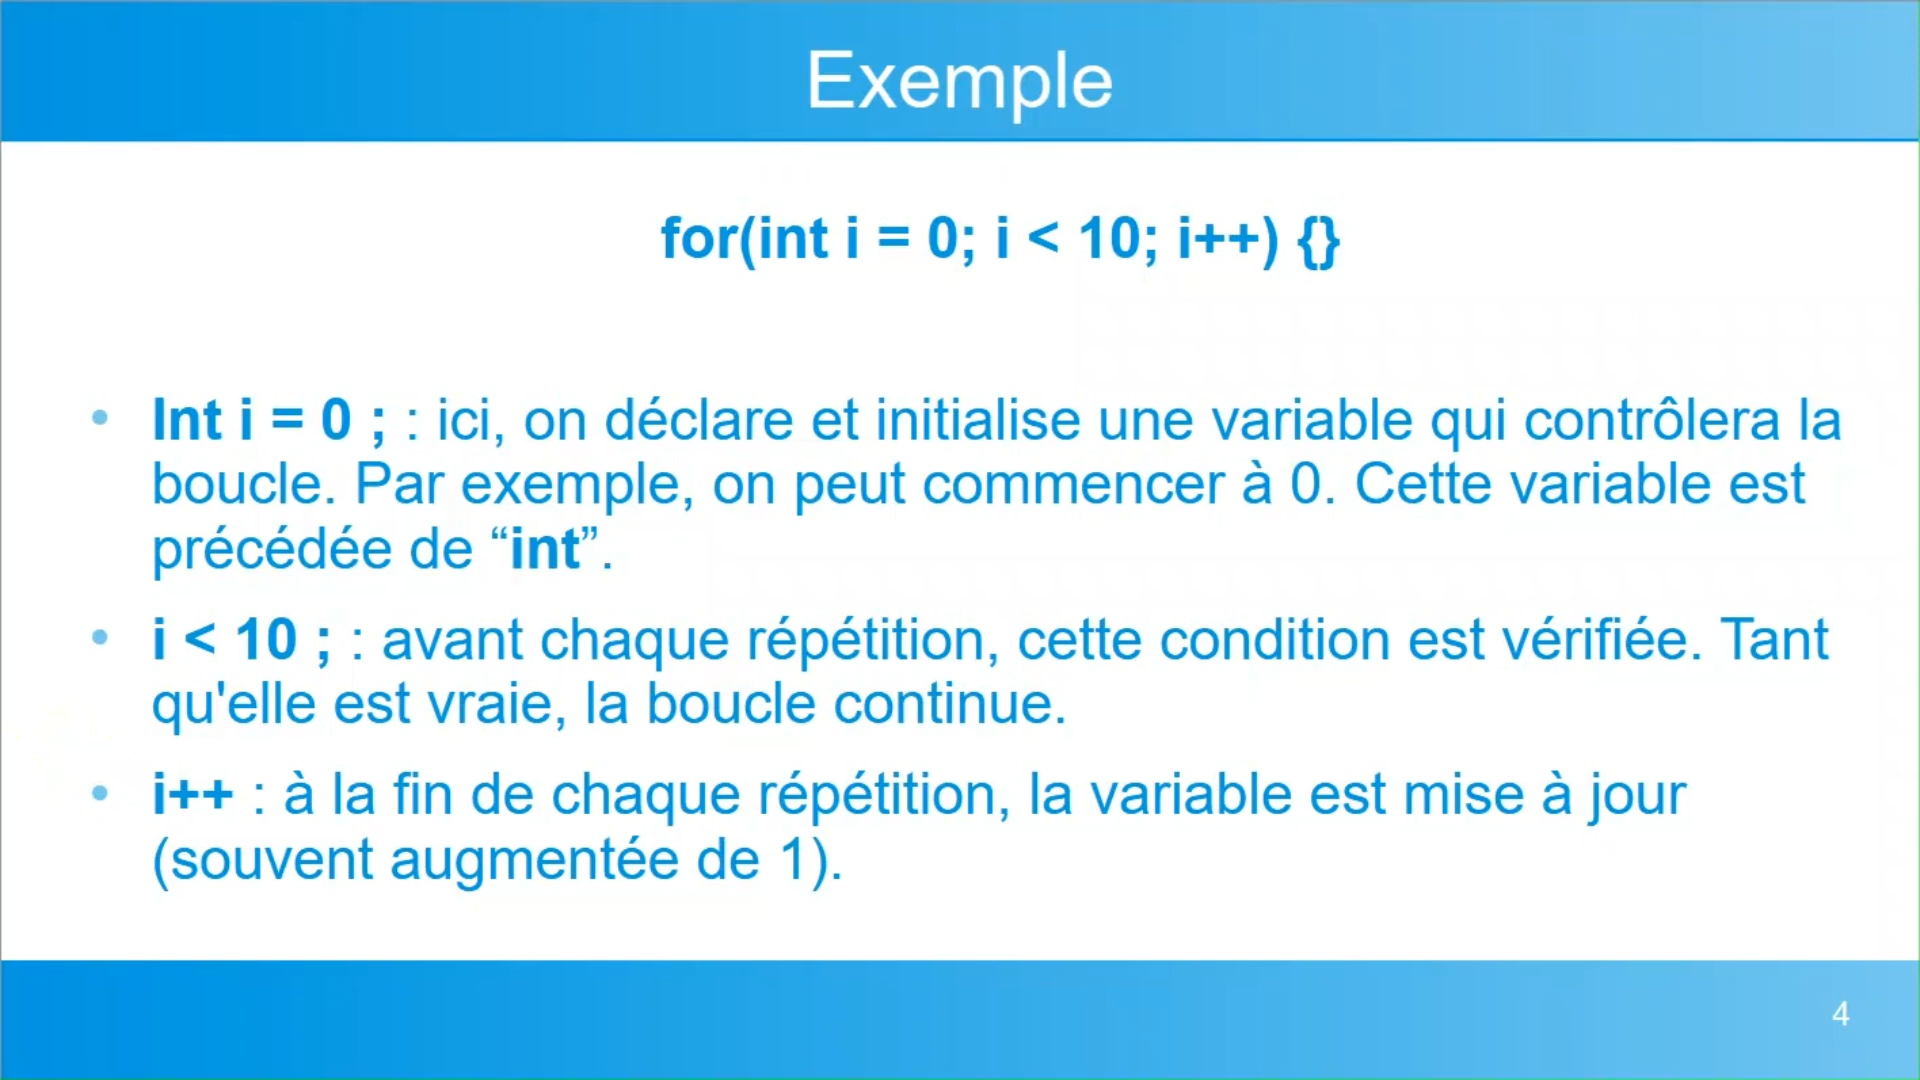 Exemple
for(int i = 0; i < 10; i++) {}
• Int i = 0 ; : ici, on déclare et initialise une variable qui contrôlera la
boucle. Par exemple, on peut commencer à 0. Cette variable est
précédée de “int”.
• i < 10 ; : avant chaque répétition, cette condition est vérifiée. Tant
qu'elle est vraie, la boucle continue.
• i++ : à la fin de chaque répétition, la variable est mise à jour
(souvent augmentée de 1).
4